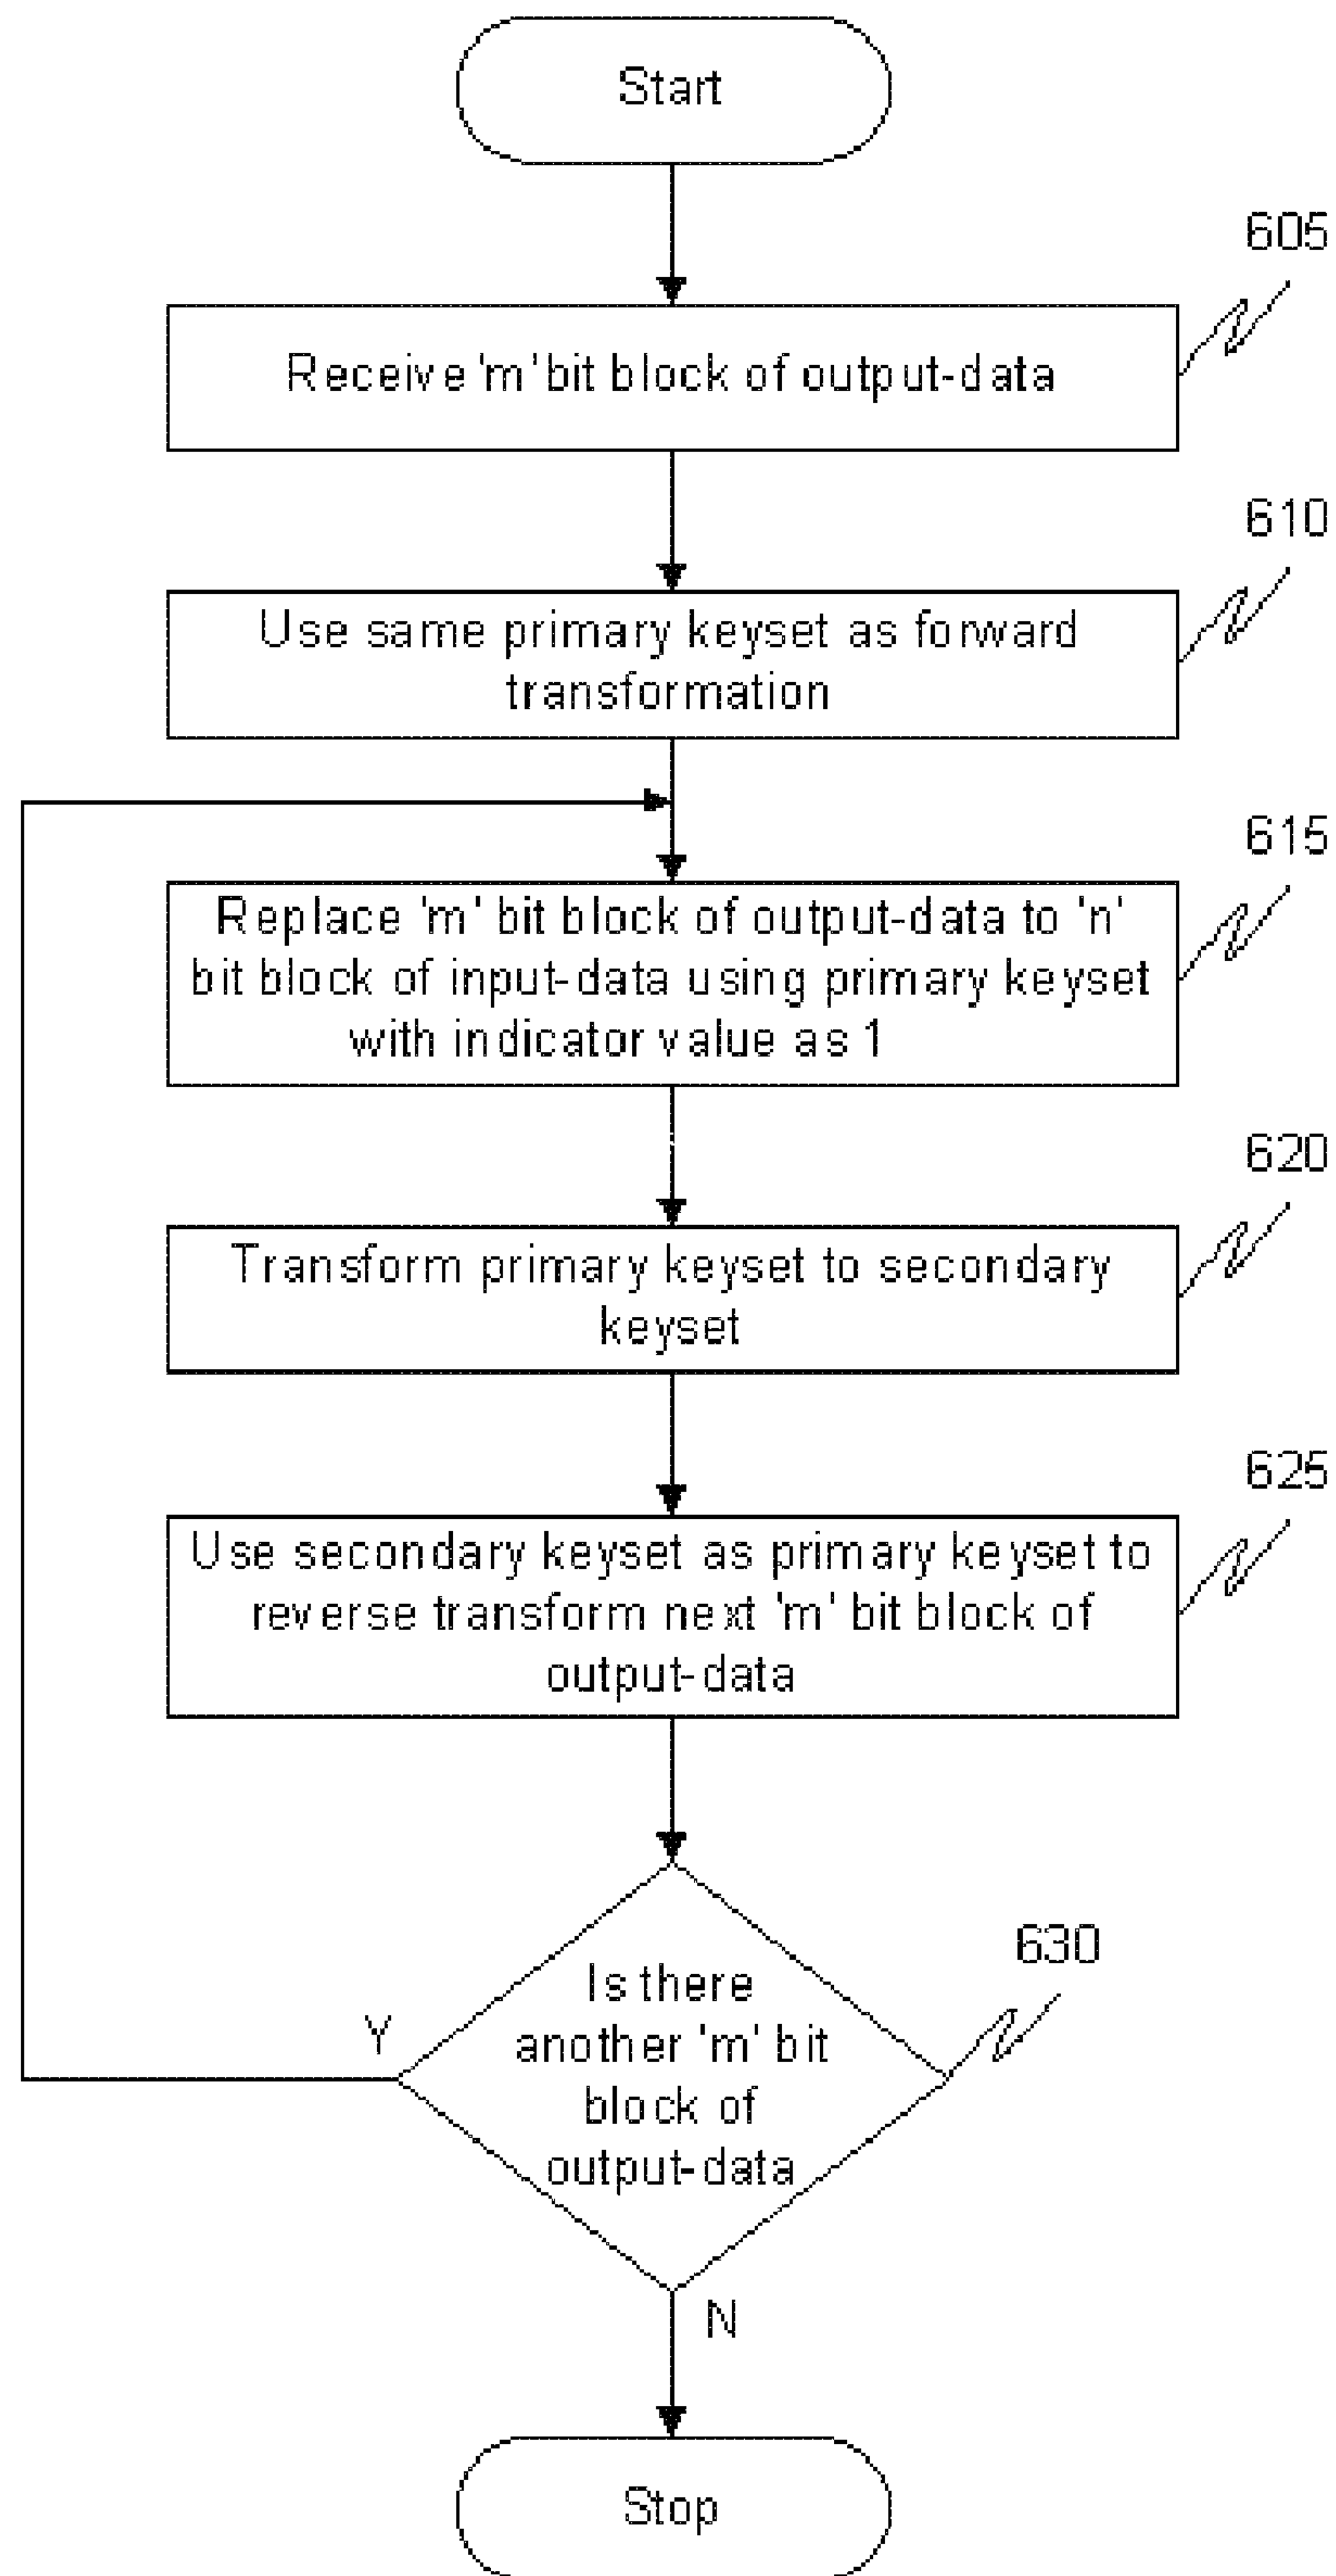 Start
605
Receive 'm' bit block of output-data
610
Use same primary keyset as forward
transformation
615
Replace 'm' bit block of output-data to 'n'
bit block of input-data using primary keyset
with indicator value as 1
620
Transform primary keyset to secondary
keyset
625
Use secondary keyset as primary keyset to
reverse transform next 'm' bit block of
output-data
630
Is there
another 'm' bit
block of
output-data
Y
N
Stop